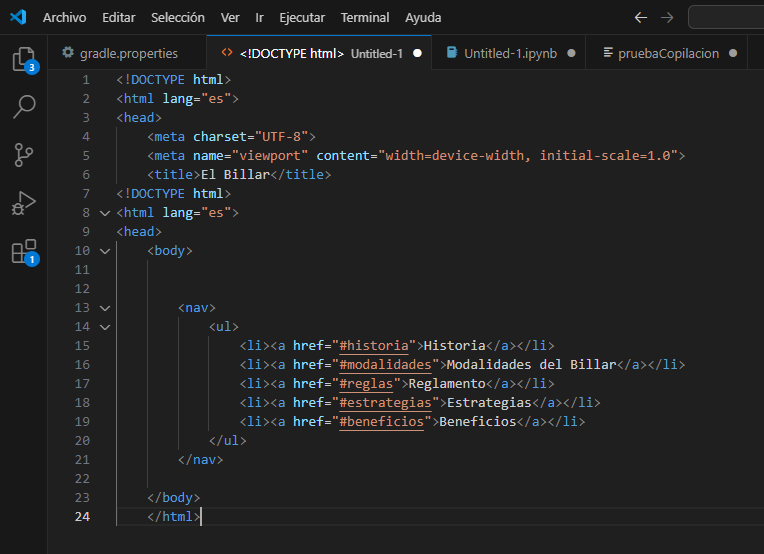 Archivo Editar Selección Ver Ir Ejecutar Terminal Ayuda
gradle.properties <!DOCTYPE html> Untitled-1 Untitled-1.ipynb pruebaCopilacion
3
1
1 <!DOCTYPE html>
2 <html lang="es">
3 <head>
4 <meta charset="UTF-8">
5 <meta name="viewport" content="width=device-width, initial-scale=1.0">
6 <title>El Billar</title>
7 <!DOCTYPE html>
8 <html lang="es">
9 <head>
10 <body>
11
12
13 <nav>
14 <ul>
15 <li><a href="#historia">Historia</a></li>
16 <li><a href="#modalidades">Modalidades del Billar</a></li>
17 <li><a href="#reglas">Reglamento</a></li>
18 <li><a href="#estrategias">Estrategias</a></li>
19 <li><a href="#beneficios">Beneficios</a></li>
20 </ul>
21 </nav>
22
23 </body>
24 </html>